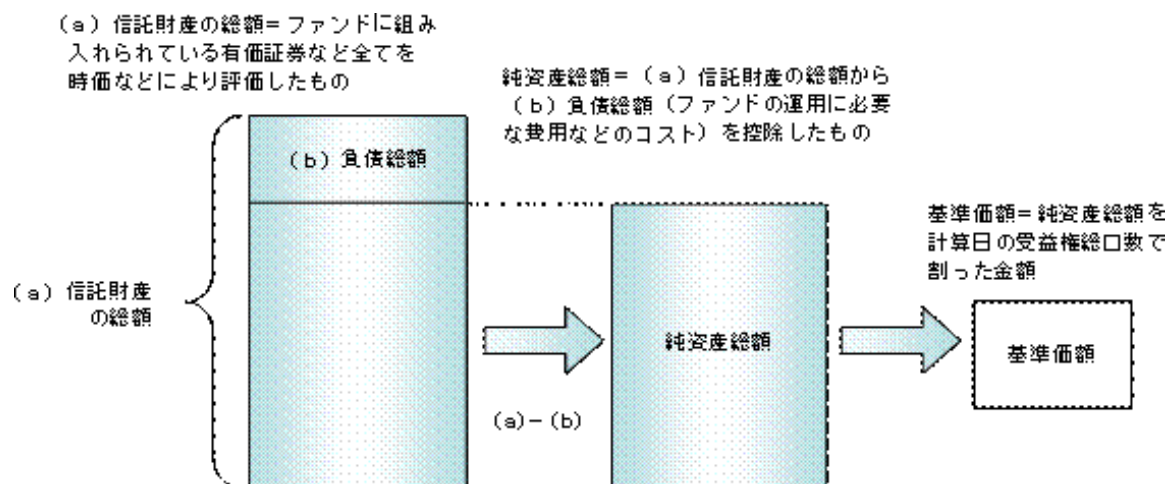 (a) 信託財産の総額=ファンドに組み
入れられている有価証券など全てを
時価などにより評価したもの
純資産総額=(a) 信託財産の総額から
(b) 負債総額(ファンドの運用に必要
な費用などのコスト)を控除したもの
(b) 負債総額
基準価額=純資産総額を
計算日の受益権総口数で
割った金額
(a) 信託財産
の総額
純資産総額
基準価額
(a)-(b)